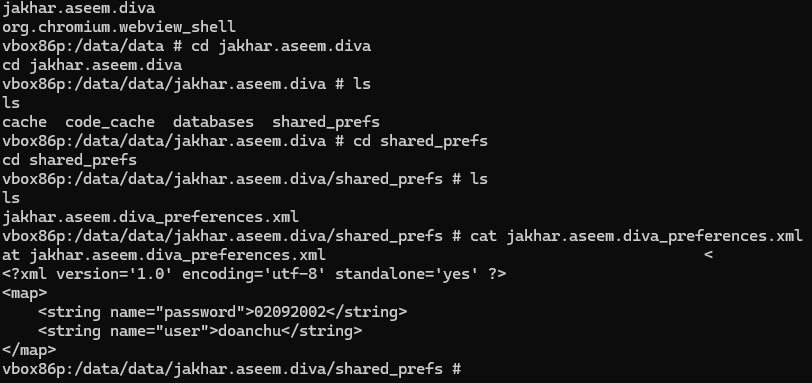 jakhar.aseem.diva
org.chromium.webview_shell
vbox86p:/data/data # cd jakhar.aseem.diva
cd jakhar.aseem.diva
vbox86p:/data/data/jakhar.aseem.diva # ls
ls
cache  code_cache  databases  shared_prefs
vbox86p:/data/data/jakhar.aseem.diva # cd shared_prefs
cd shared_prefs
vbox86p:/data/data/jakhar.aseem.diva/shared_prefs # ls
ls
jakhar.aseem.diva_preferences.xml
vbox86p:/data/data/jakhar.aseem.diva/shared_prefs # cat jakhar.aseem.diva_preferences.xml
at jakhar.aseem.diva_preferences.xml                                          <
<?xml version='1.0' encoding='utf-8' standalone='yes' ?>
<map>
    <string name="password">02092002</string>
    <string name="user">doanchu</string>
</map>
vbox86p:/data/data/jakhar.aseem.diva/shared_prefs #